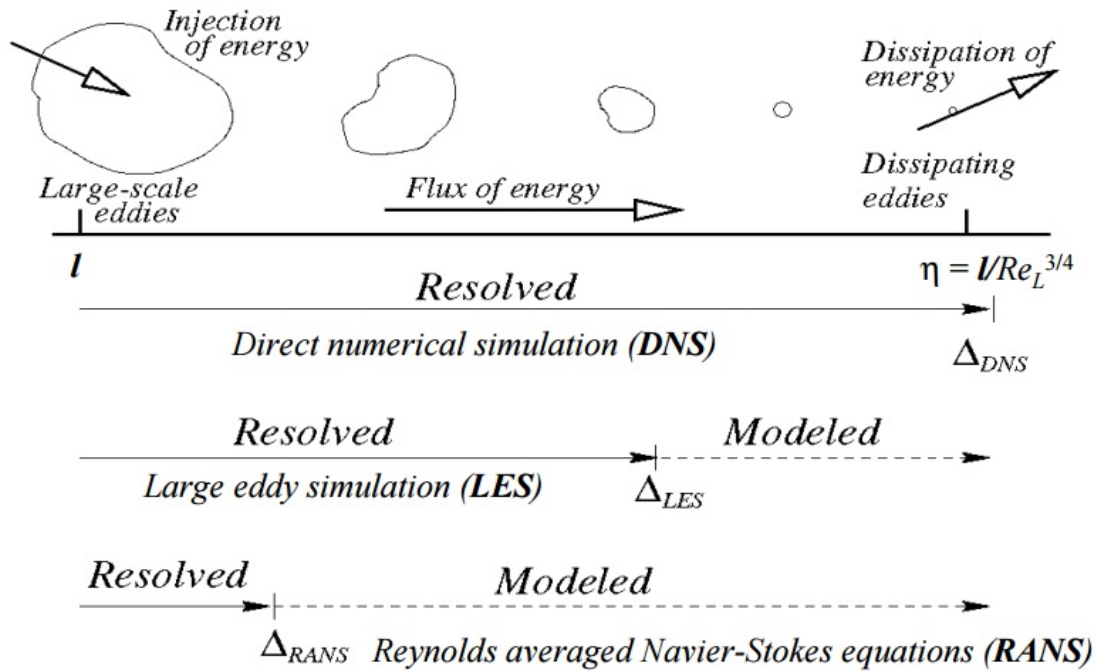 Injection
of energy
Dissipation of
energy
Large-scale
eddies
Flux of energy
Dissipating
eddies
l
η = l/Re_L^3/4
Resolved
Direct numerical simulation (DNS)
Δ_DNS
Resolved
Modeled
Large eddy simulation (LES)
Δ_LES
Resolved
Modeled
Δ_RANS
Reynolds averaged Navier-Stokes equations (RANS)